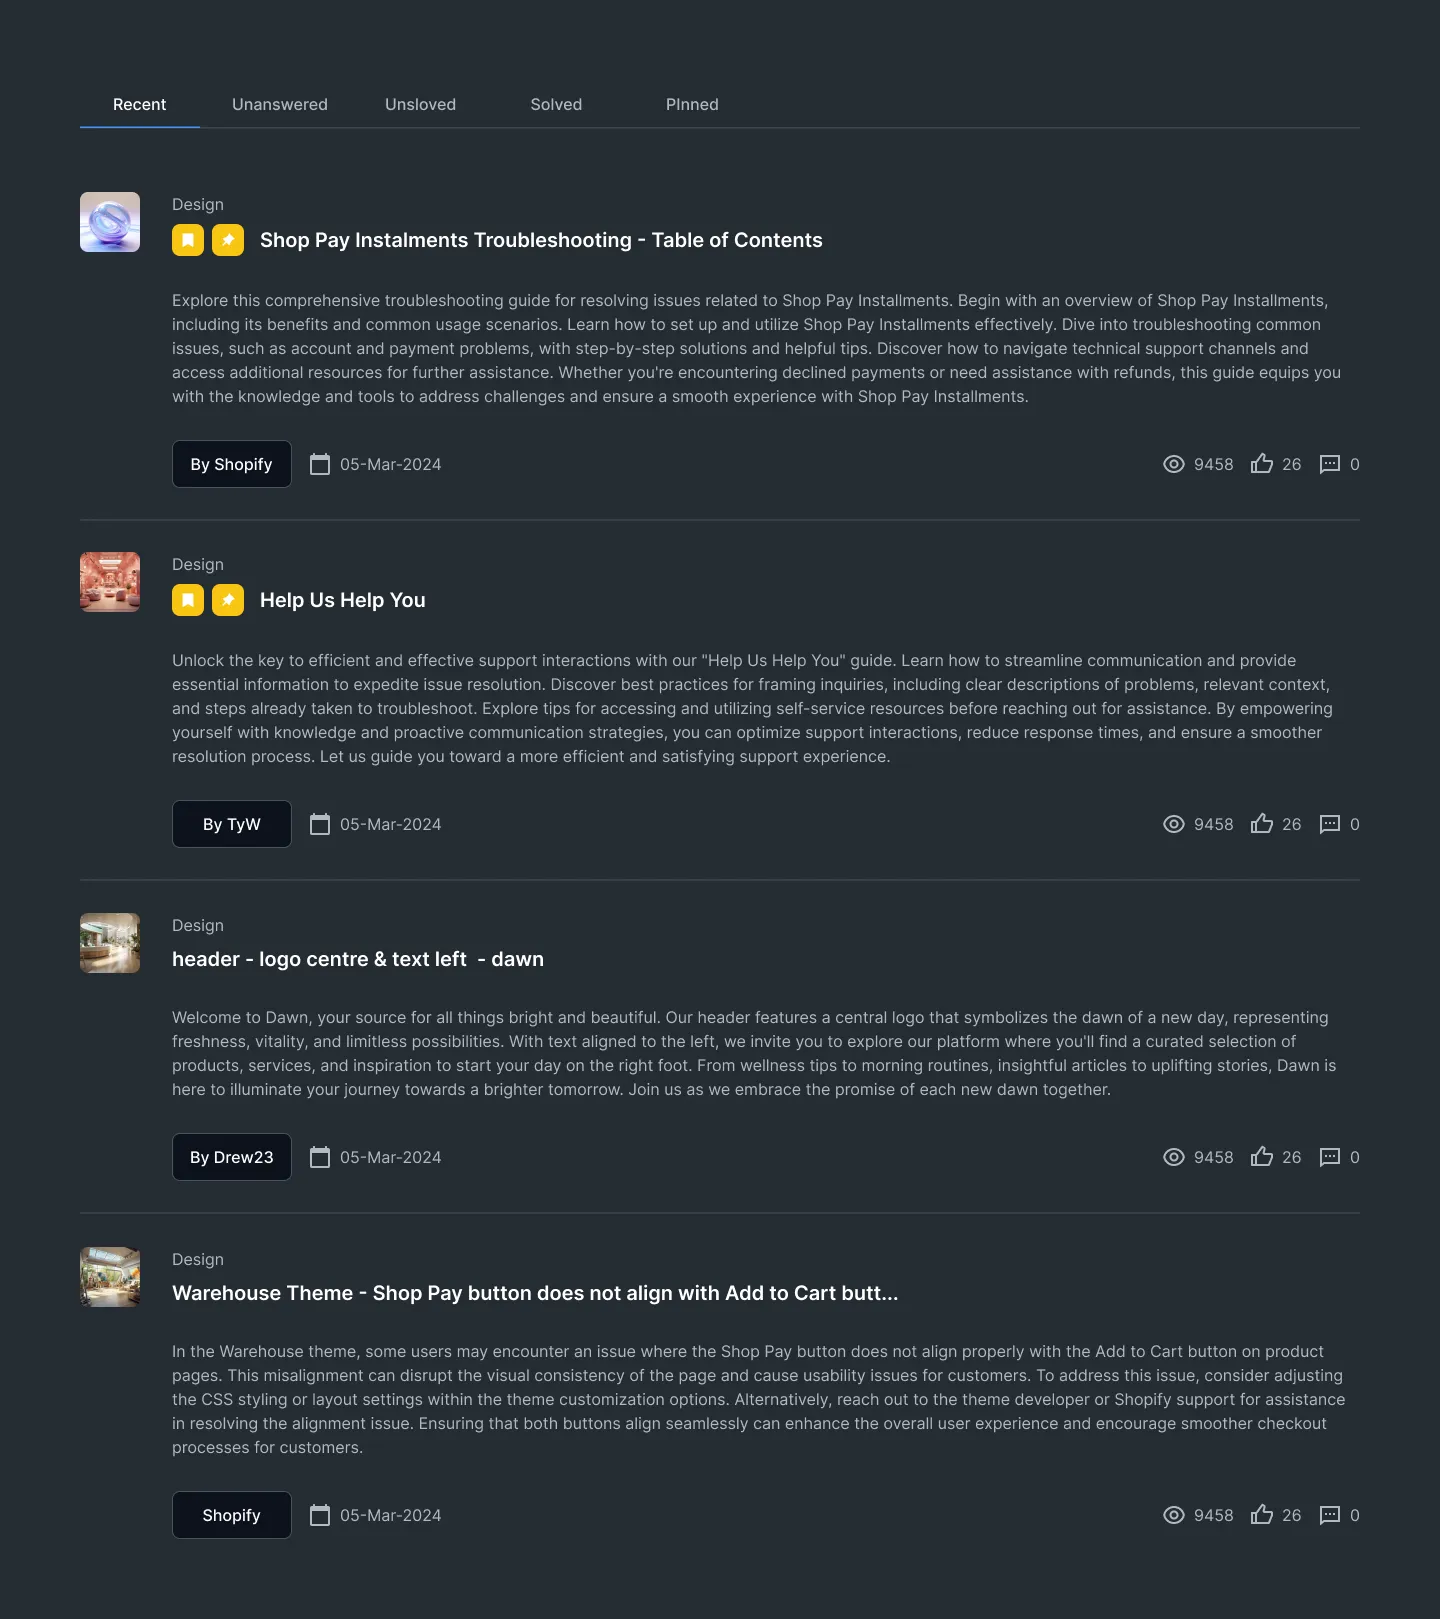 Recent
Unanswered
Unsloved
Solved
PInned
Design
Shop Pay Instalments Troubleshooting - Table of Contents
Explore this comprehensive troubleshooting guide for resolving issues related to Shop Pay Installments. Begin with an overview of Shop Pay Installments,
including its benefits and common usage scenarios. Learn how to set up and utilize Shop Pay Installments effectively. Dive into troubleshooting common
issues, such as account and payment problems, with step-by-step solutions and helpful tips. Discover how to navigate technical support channels and
access additional resources for further assistance. Whether you're encountering declined payments or need assistance with refunds, this guide equips you
with the knowledge and tools to address challenges and ensure a smooth experience with Shop Pay Installments.
By Shopify
05-Mar-2024
9458
26
0
Design
Help Us Help You
Unlock the key to efficient and effective support interactions with our "Help Us Help You" guide. Learn how to streamline communication and provide
essential information to expedite issue resolution. Discover best practices for framing inquiries, including clear descriptions of problems, relevant context,
and steps already taken to troubleshoot. Explore tips for accessing and utilizing self-service resources before reaching out for assistance. By empowering
yourself with knowledge and proactive communication strategies, you can optimize support interactions, reduce response times, and ensure a smoother
resolution process. Let us guide you toward a more efficient and satisfying support experience.
By TyW
05-Mar-2024
9458
26
0
Design
header - logo centre & text left  - dawn
Welcome to Dawn, your source for all things bright and beautiful. Our header features a central logo that symbolizes the dawn of a new day, representing
freshness, vitality, and limitless possibilities. With text aligned to the left, we invite you to explore our platform where you'll find a curated selection of
products, services, and inspiration to start your day on the right foot. From wellness tips to morning routines, insightful articles to uplifting stories, Dawn is
here to illuminate your journey towards a brighter tomorrow. Join us as we embrace the promise of each new dawn together.
By Drew23
05-Mar-2024
9458
26
0
Design
Warehouse Theme - Shop Pay button does not align with Add to Cart butt...
In the Warehouse theme, some users may encounter an issue where the Shop Pay button does not align properly with the Add to Cart button on product
pages. This misalignment can disrupt the visual consistency of the page and cause usability issues for customers. To address this issue, consider adjusting
the CSS styling or layout settings within the theme customization options. Alternatively, reach out to the theme developer or Shopify support for assistance
in resolving the alignment issue. Ensuring that both buttons align seamlessly can enhance the overall user experience and encourage smoother checkout
processes for customers.
Shopify
05-Mar-2024
9458
26
0